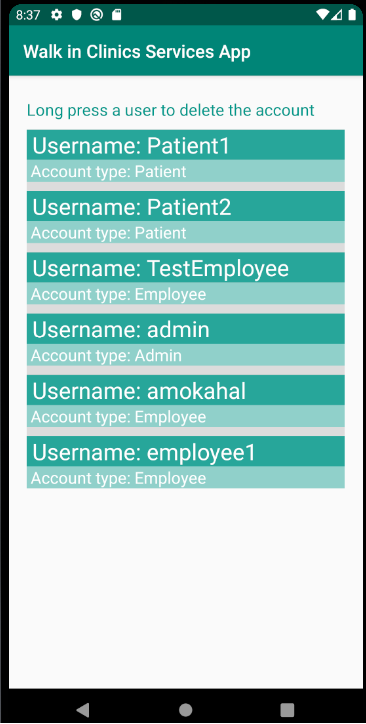 8:37
Walk in Clinics Services App
Long press a user to delete the account
Username: Patient1
Account type: Patient
Username: Patient2
Account type: Patient
Username: TestEmployee
Account type: Employee
Username: admin
Account type: Admin
Username: amokahal
Account type: Employee
Username: employee1
Account type: Employee